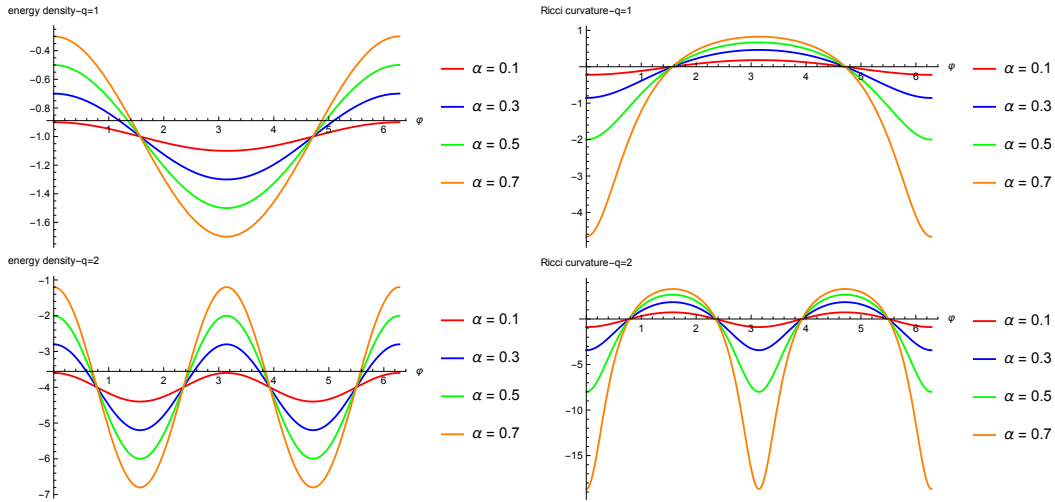 energy density-q=1
-0.4
-0.6
-0.8
-1.0
-1.2
-1.4
-1.6
1 2 3 4 5 6 φ
α = 0.1
α = 0.3
α = 0.5
α = 0.7
Ricci curvature-q=1
1
-1
-2
-3
-4
1 2 3 4 5 6 φ
α = 0.1
α = 0.3
α = 0.5
α = 0.7
energy density-q=2
-1
-2
-3
-4
-5
-6
-7
1 2 3 4 5 6 φ
α = 0.1
α = 0.3
α = 0.5
α = 0.7
Ricci curvature-q=2
-5
-10
-15
1 2 3 4 5 6 φ
α = 0.1
α = 0.3
α = 0.5
α = 0.7